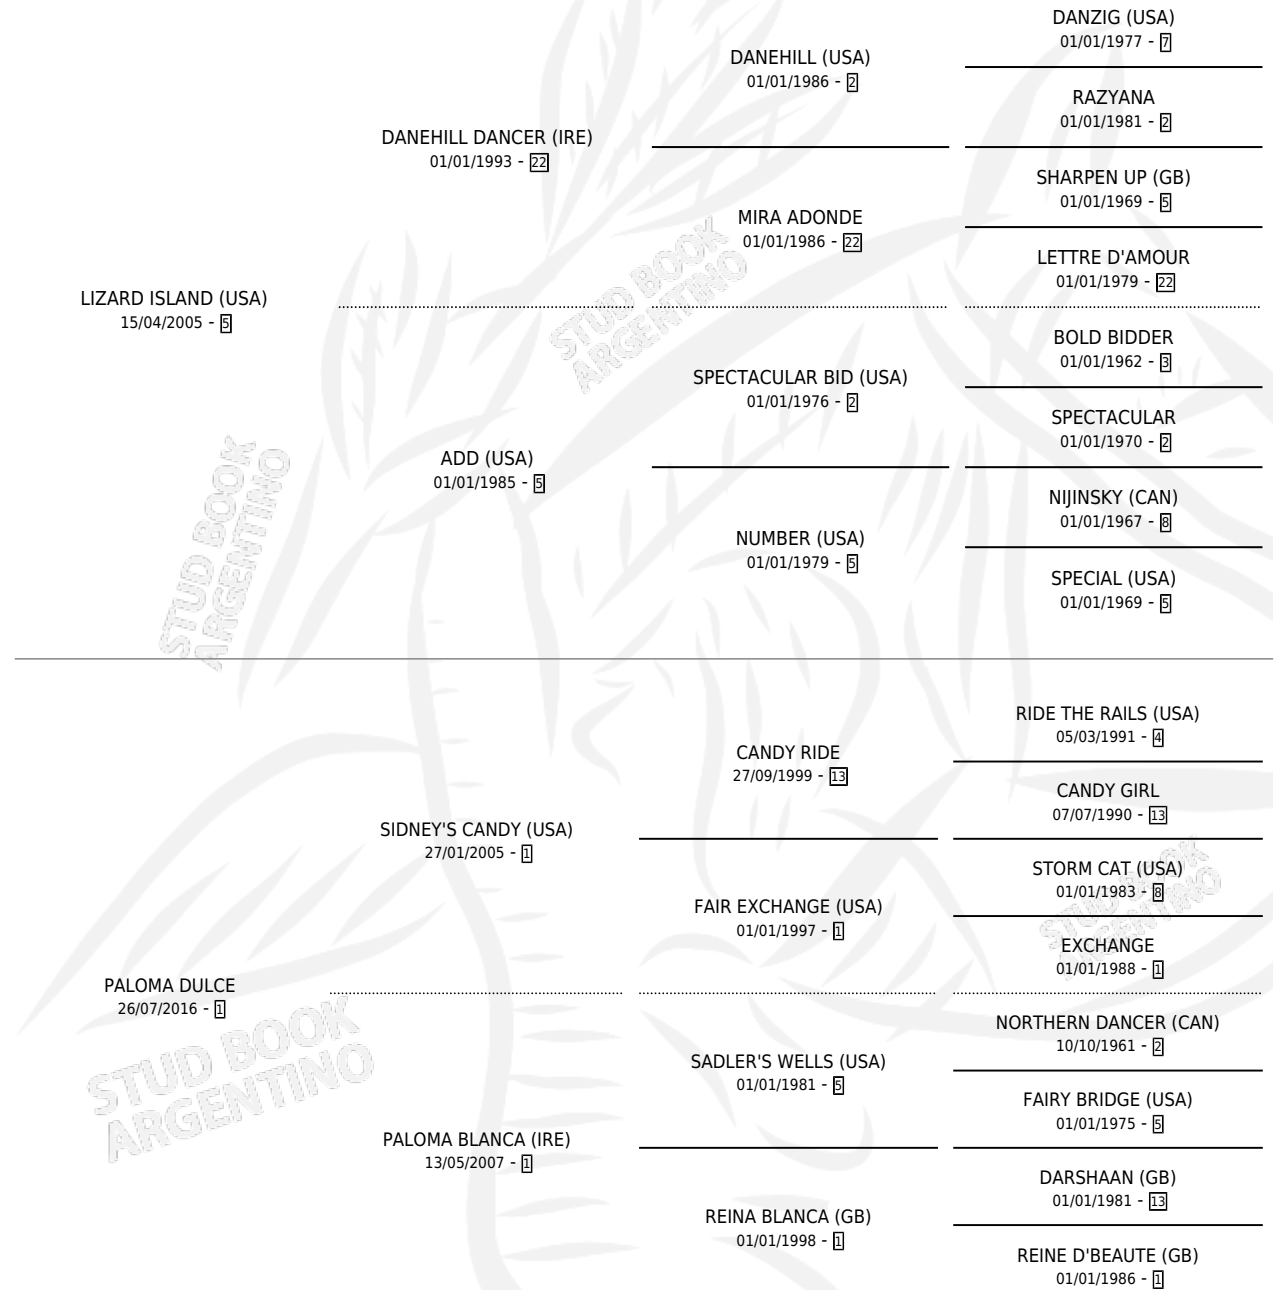 DANZIG (USA)
01/01/1977 - 7
DANEHILL (USA)
01/01/1986 - 2
RAZYANA
01/01/1981 - 2
DANEHILL DANCER (IRE)
01/01/1993 - 22
SHARPEN UP (GB)
01/01/1969 - 5
MIRA ADONDE
01/01/1986 - 22
LETTRE D'AMOUR
01/01/1979 - 22
LIZARD ISLAND (USA)
15/04/2005 - 5
STUD BOOK
ARGENTINO
BOLD BIDDER
01/01/1962 - 3
SPECTACULAR BID (USA)
01/01/1976 - 2
SPECTACULAR
01/01/1970 - 2
ADD (USA)
01/01/1985 - 5
NIJINSKY (CAN)
01/01/1967 - 8
NUMBER (USA)
01/01/1979 - 5
SPECIAL (USA)
01/01/1969 - 5
STUD BOOK
ARGENTINO
RIDE THE RAILS (USA)
05/03/1991 - 4
CANDY RIDE
27/09/1999 - 13
CANDY GIRL
07/07/1990 - 13
SIDNEY'S CANDY (USA)
27/01/2005 - 1
STORM CAT (USA)
01/01/1983 - 8
FAIR EXCHANGE (USA)
01/01/1997 - 1
STUD BOOK
ARGENTINO
EXCHANGE
01/01/1988 - 1
PALOMA DULCE
26/07/2016 - 1
STUD BOOK
ARGENTINO
NORTHERN DANCER (CAN)
10/10/1961 - 2
SADLER'S WELLS (USA)
01/01/1981 - 5
FAIRY BRIDGE (USA)
01/01/1975 - 5
PALOMA BLANCA (IRE)
13/05/2007 - 1
DARSHAAN (GB)
01/01/1981 - 13
REINA BLANCA (GB)
01/01/1998 - 1
REINE D'BEAUTE (GB)
01/01/1986 - 1